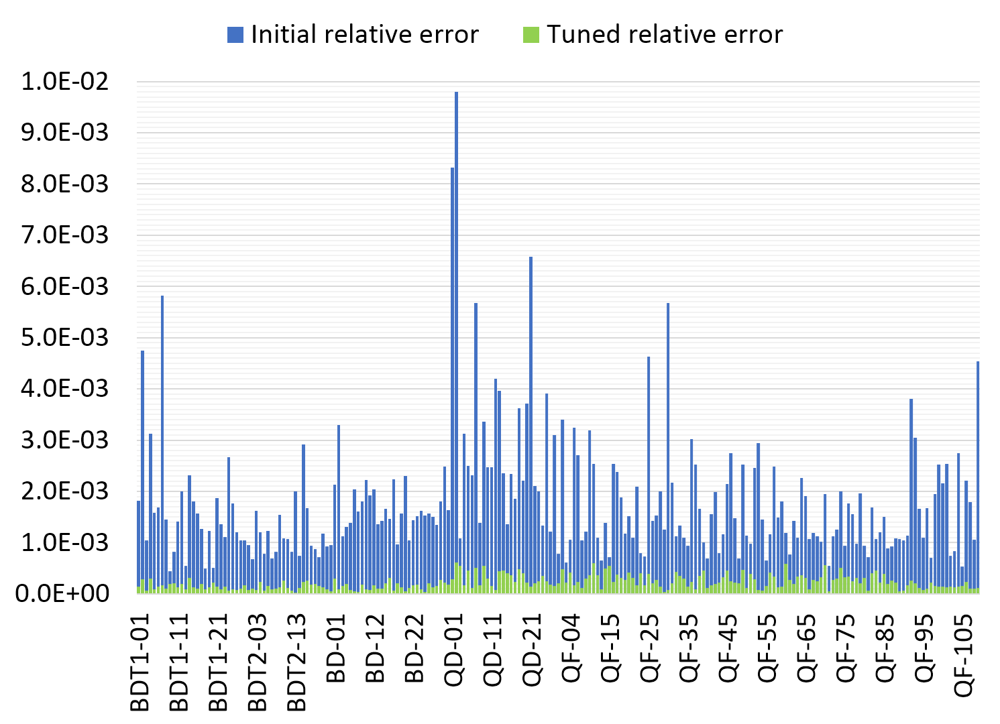 Initial relative error Tuned relative error
1.0E-02
9.0E-03
8.0E-03
7.0E-03
6.0E-03
5.0E-03
4.0E-03
3.0E-03
2.0E-03
1.0E-03
0.0E+00
BDT1-01
BDT1-11
BDT1-21
BDT2-03
BDT2-13
BD-01
BD-12
BD-22
QD-01
QD-11
QD-21
QF-04
QF-15
QF-25
QF-35
QF-45
QF-55
QF-65
QF-75
QF-85
QF-95
QF-105